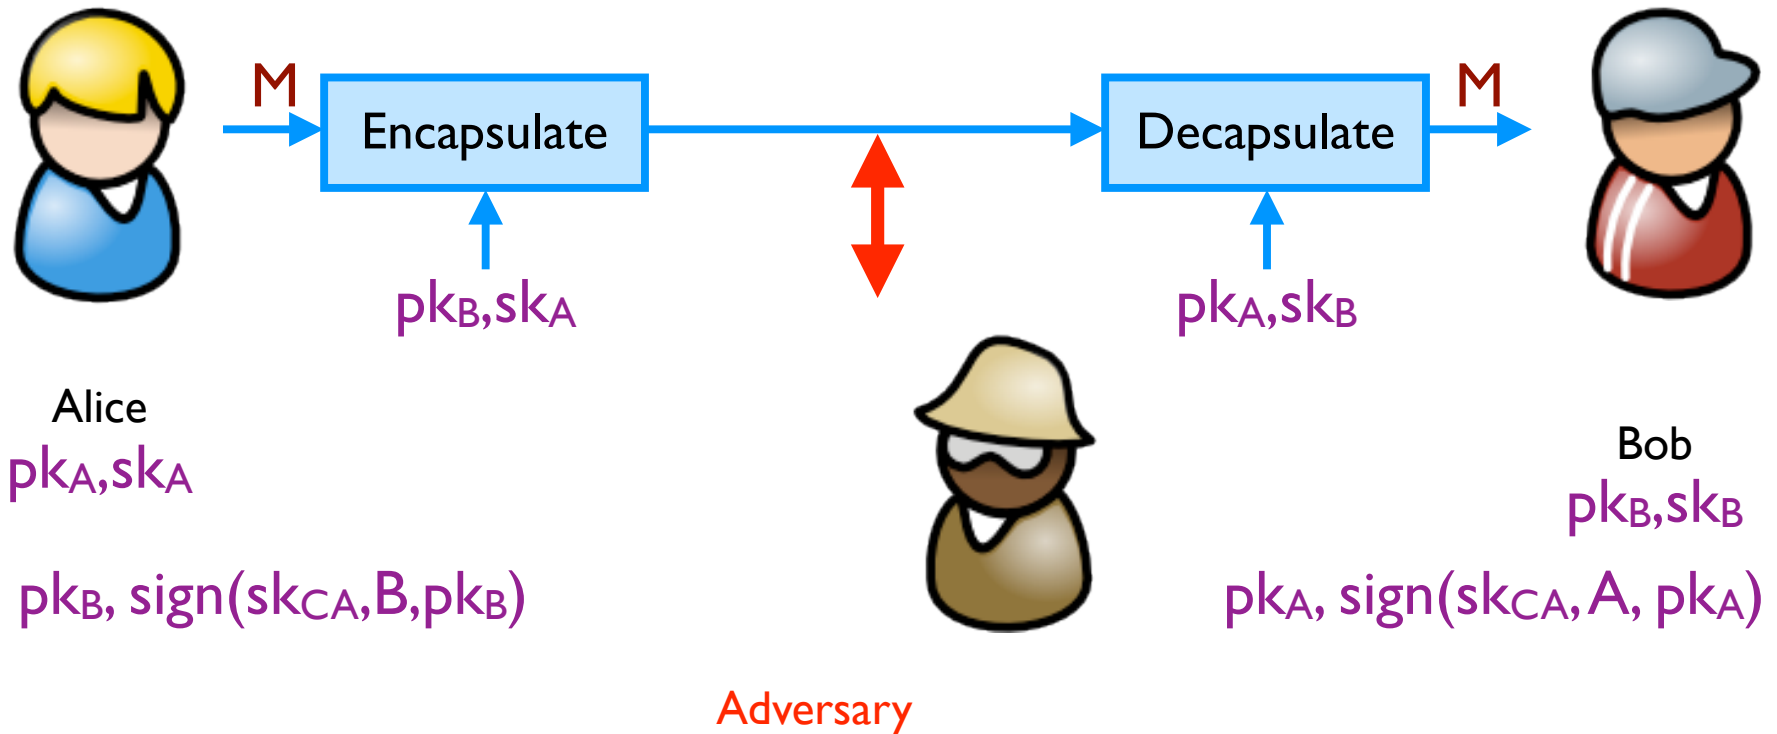 M
M
Encapsulate
Decapsulate
pkB,skA
pkA,skB
Alice
pkA,skA
Bob
pkB,skB
pkB, sign(skCA,B,pkB)
pkA, sign(skCA, A, pkA)
Adversary